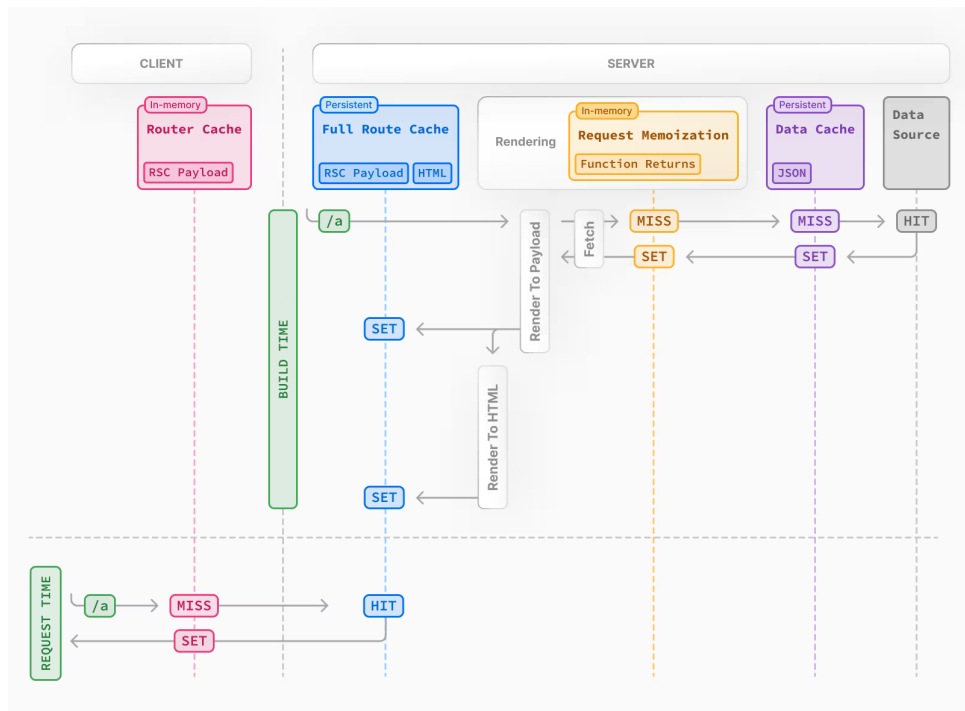 CLIENT
SERVER
In-memory
Router Cache
RSC Payload
Persistent
Full Route Cache
RSC Payload
HTML
Rendering
In-memory
Request Memoization
Function Returns
Persistent
Data Cache
JSON
Data
Source
BUILD TIME
/a
Render To Payload
Fetch
MISS
MISS
HIT
SET
SET
SET
Render To HTML
SET
REQUEST TIME
/a
MISS
HIT
SET